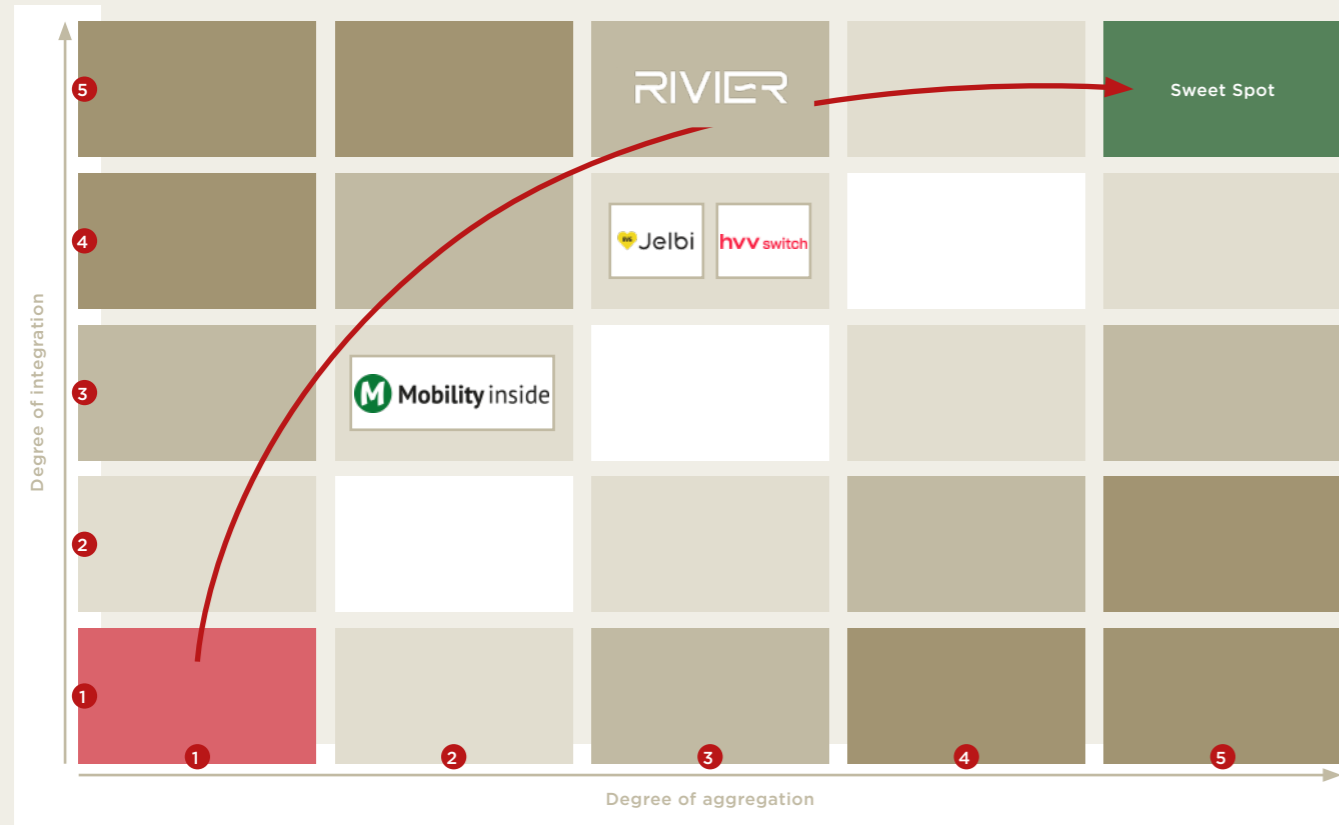 5
RIVIER
Sweet Spot
4
BVG Jelbi
hvv switch
Degree of integration
3
M Mobility inside
2
1
1
2
3
4
5
Degree of aggregation